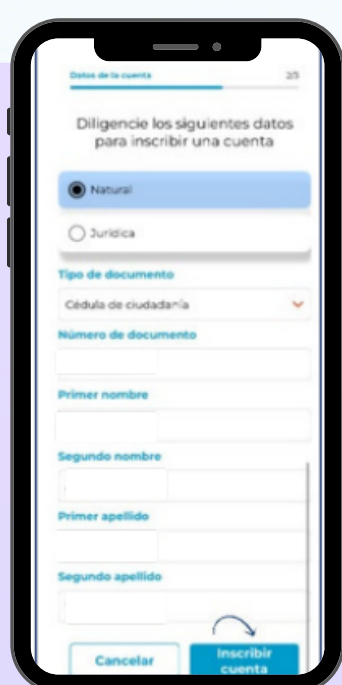 Datos de la cuenta 2/3
Diligencie los siguientes datos
para inscribir una cuenta
Natural
Jurídica
Tipo de documento
Cédula de ciudadanía
Número de documento
Primer nombre
Segundo nombre
Primer apellido
Segundo apellido
Cancelar
Inscribir
cuenta